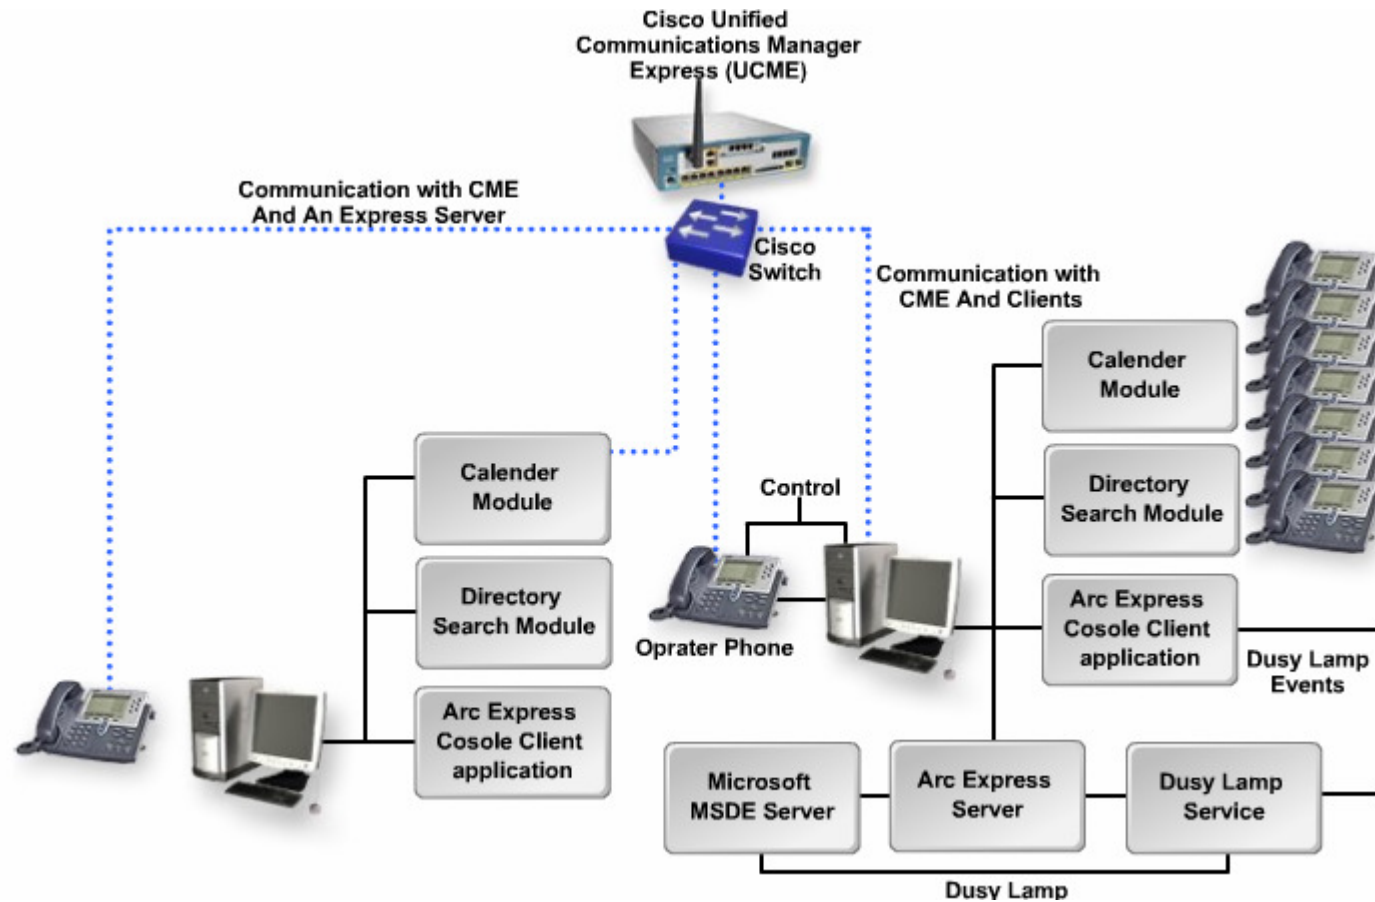 Cisco Unified
Communications Manager
Express (UCME)
Communication with CME
And An Express Server
Cisco
Switch
Communication with
CME And Clients
Calender
Module
Directory
Search Module
Arc Express
Cosole Client
application
Control
Oprater Phone
Calender
Module
Directory
Search Module
Arc Express
Cosole Client
application
Dusy Lamp
Events
Microsoft
MSDE Server
Arc Express
Server
Dusy Lamp
Service
Dusy Lamp